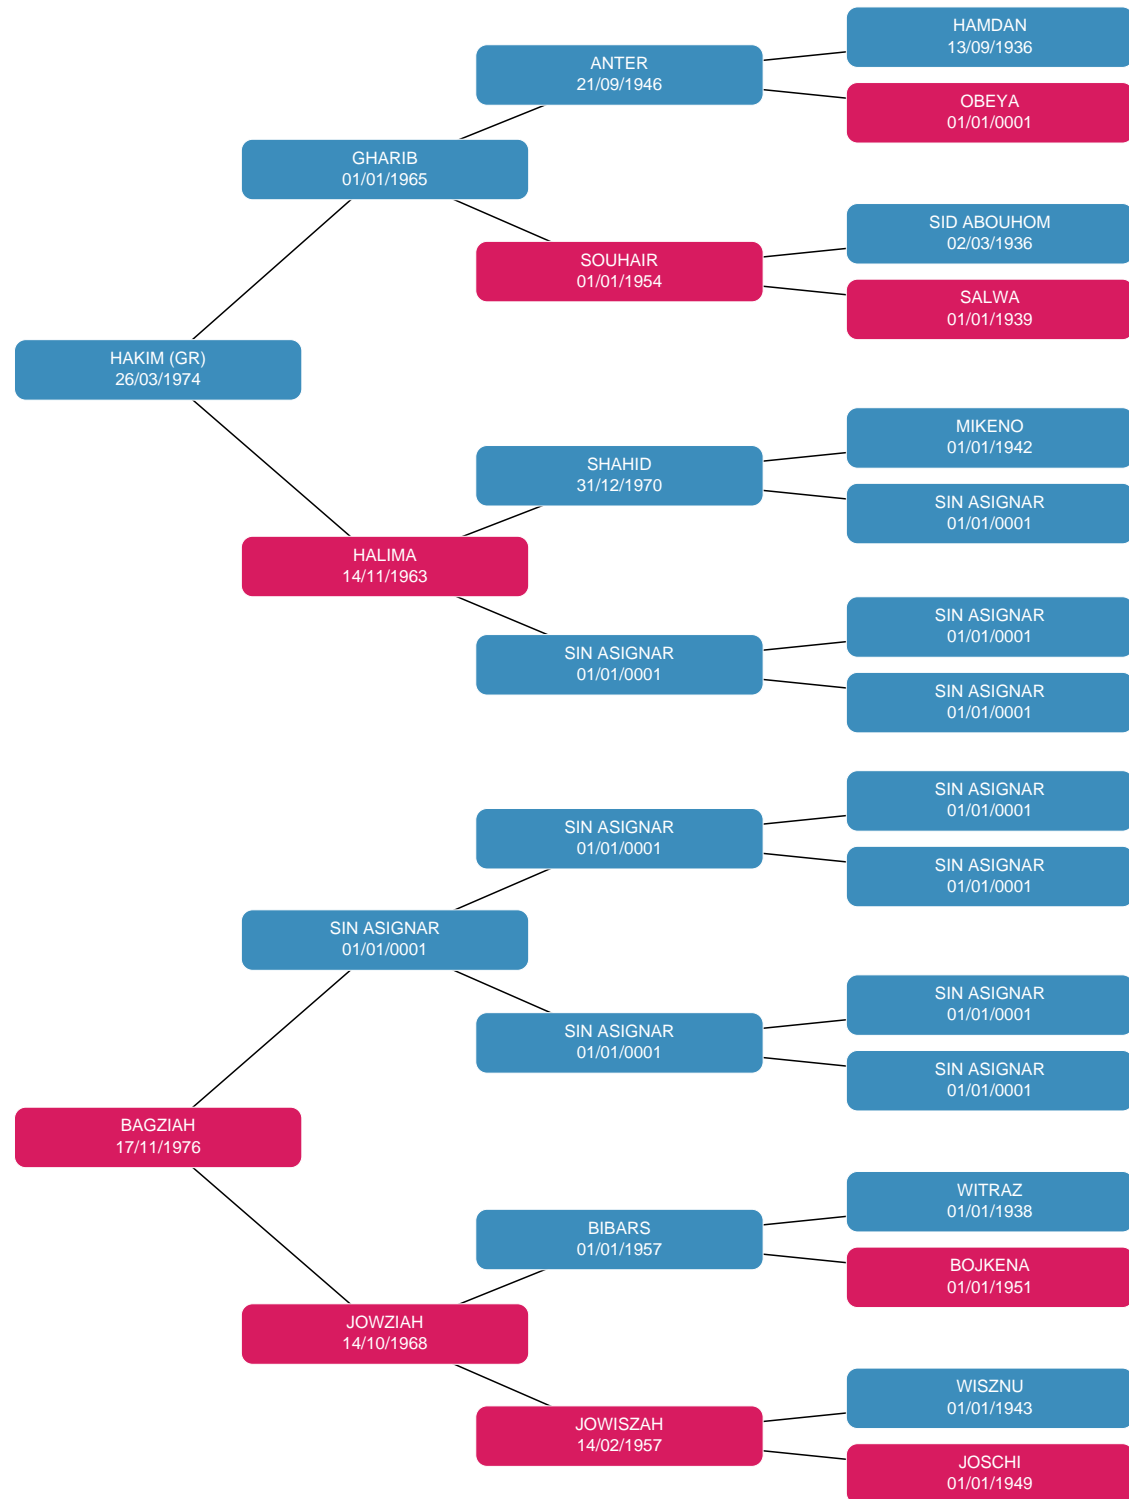 HAMDAN
13/09/1936
ANTER
21/09/1946
OBEYA
01/01/0001
GHARIB
01/01/1965
SID ABOUHOM
02/03/1936
SOUHAIR
01/01/1954
SALWA
01/01/1939
HAKIM (GR)
26/03/1974
MIKENO
01/01/1942
SHAHID
31/12/1970
SIN ASIGNAR
01/01/0001
HALIMA
14/11/1963
SIN ASIGNAR
01/01/0001
SIN ASIGNAR
01/01/0001
SIN ASIGNAR
01/01/0001
SIN ASIGNAR
01/01/0001
SIN ASIGNAR
01/01/0001
SIN ASIGNAR
01/01/0001
SIN ASIGNAR
01/01/0001
SIN ASIGNAR
01/01/0001
SIN ASIGNAR
01/01/0001
SIN ASIGNAR
01/01/0001
BAGZIAH
17/11/1976
WITRAZ
01/01/1938
BIBARS
01/01/1957
BOJKENA
01/01/1951
JOWZIAH
14/10/1968
WISZNU
01/01/1943
JOWISZAH
14/02/1957
JOSCHI
01/01/1949